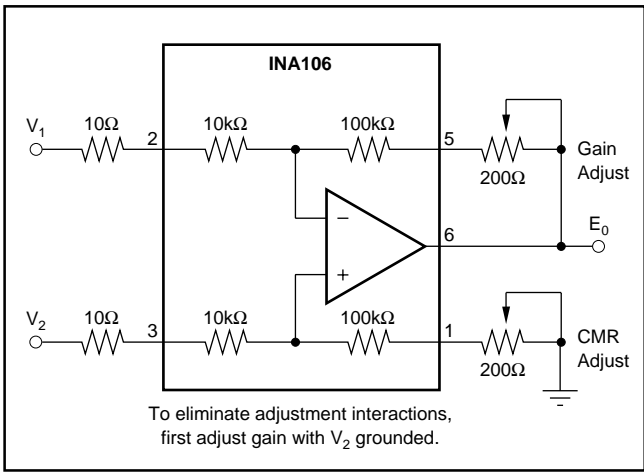 INA106
V1
10Ω
2
10kΩ
100kΩ
5
200Ω
Gain
Adjust
−
6
E0
+
V2
10Ω
3
10kΩ
100kΩ
1
200Ω
CMR
Adjust
To eliminate adjustment interactions,
first adjust gain with V2 grounded.